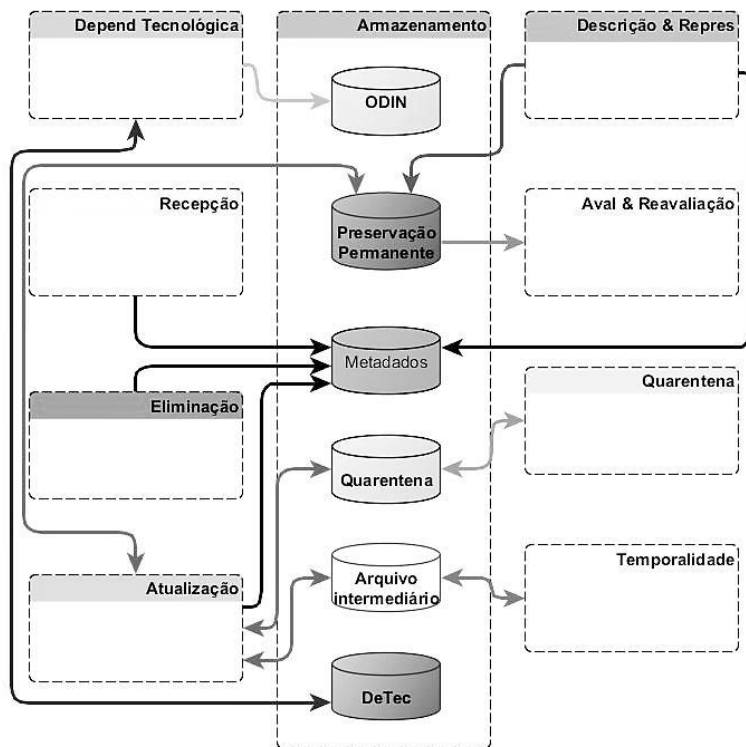 Depend Tecnológica
Armazenamento
Descrição & Repres
ODIN
Recepção
Preservação
Permanente
Aval & Reavaliação
Metadados
Eliminação
Quarentena
Quarentena
Atualização
Arquivo
intermediário
Temporalidade
DeTec